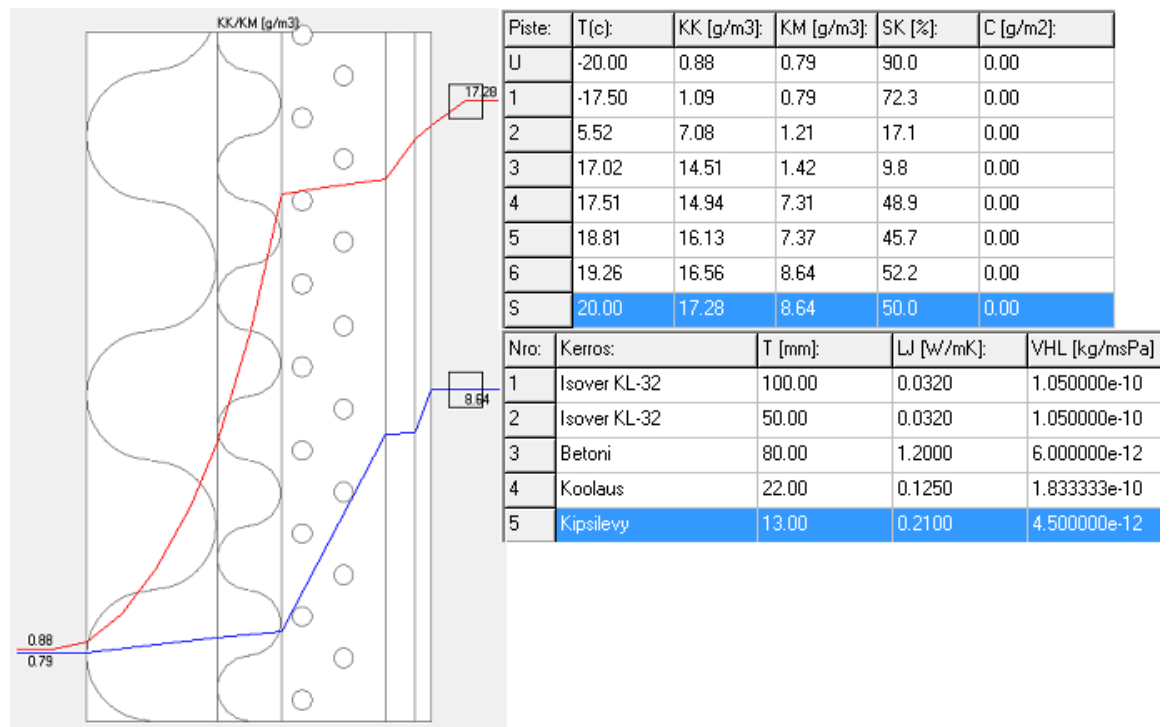 KK/KM [g/m3]
17.28
0.88
0.79
8.64
Piste: T(c): KK [g/m3]: KM [g/m3]: SK [%]: C [g/m2]:
U -20.00 0.88 0.79 90.0 0.00
1 -17.50 1.09 0.79 72.3 0.00
2 5.52 7.08 1.21 17.1 0.00
3 17.02 14.51 1.42 9.8 0.00
4 17.51 14.94 7.31 48.9 0.00
5 18.81 16.13 7.37 45.7 0.00
6 19.26 16.56 8.64 52.2 0.00
S 20.00 17.28 8.64 50.0 0.00
Nro: Kerros: T [mm]: LJ [W/mK]: VHL [kg/msPa]
1 Isover KL-32 100.00 0.0320 1.050000e-10
2 Isover KL-32 50.00 0.0320 1.050000e-10
3 Betoni 80.00 1.2000 6.000000e-12
4 Koolaus 22.00 0.1250 1.833333e-10
5 Kipsilevy 13.00 0.2100 4.500000e-12